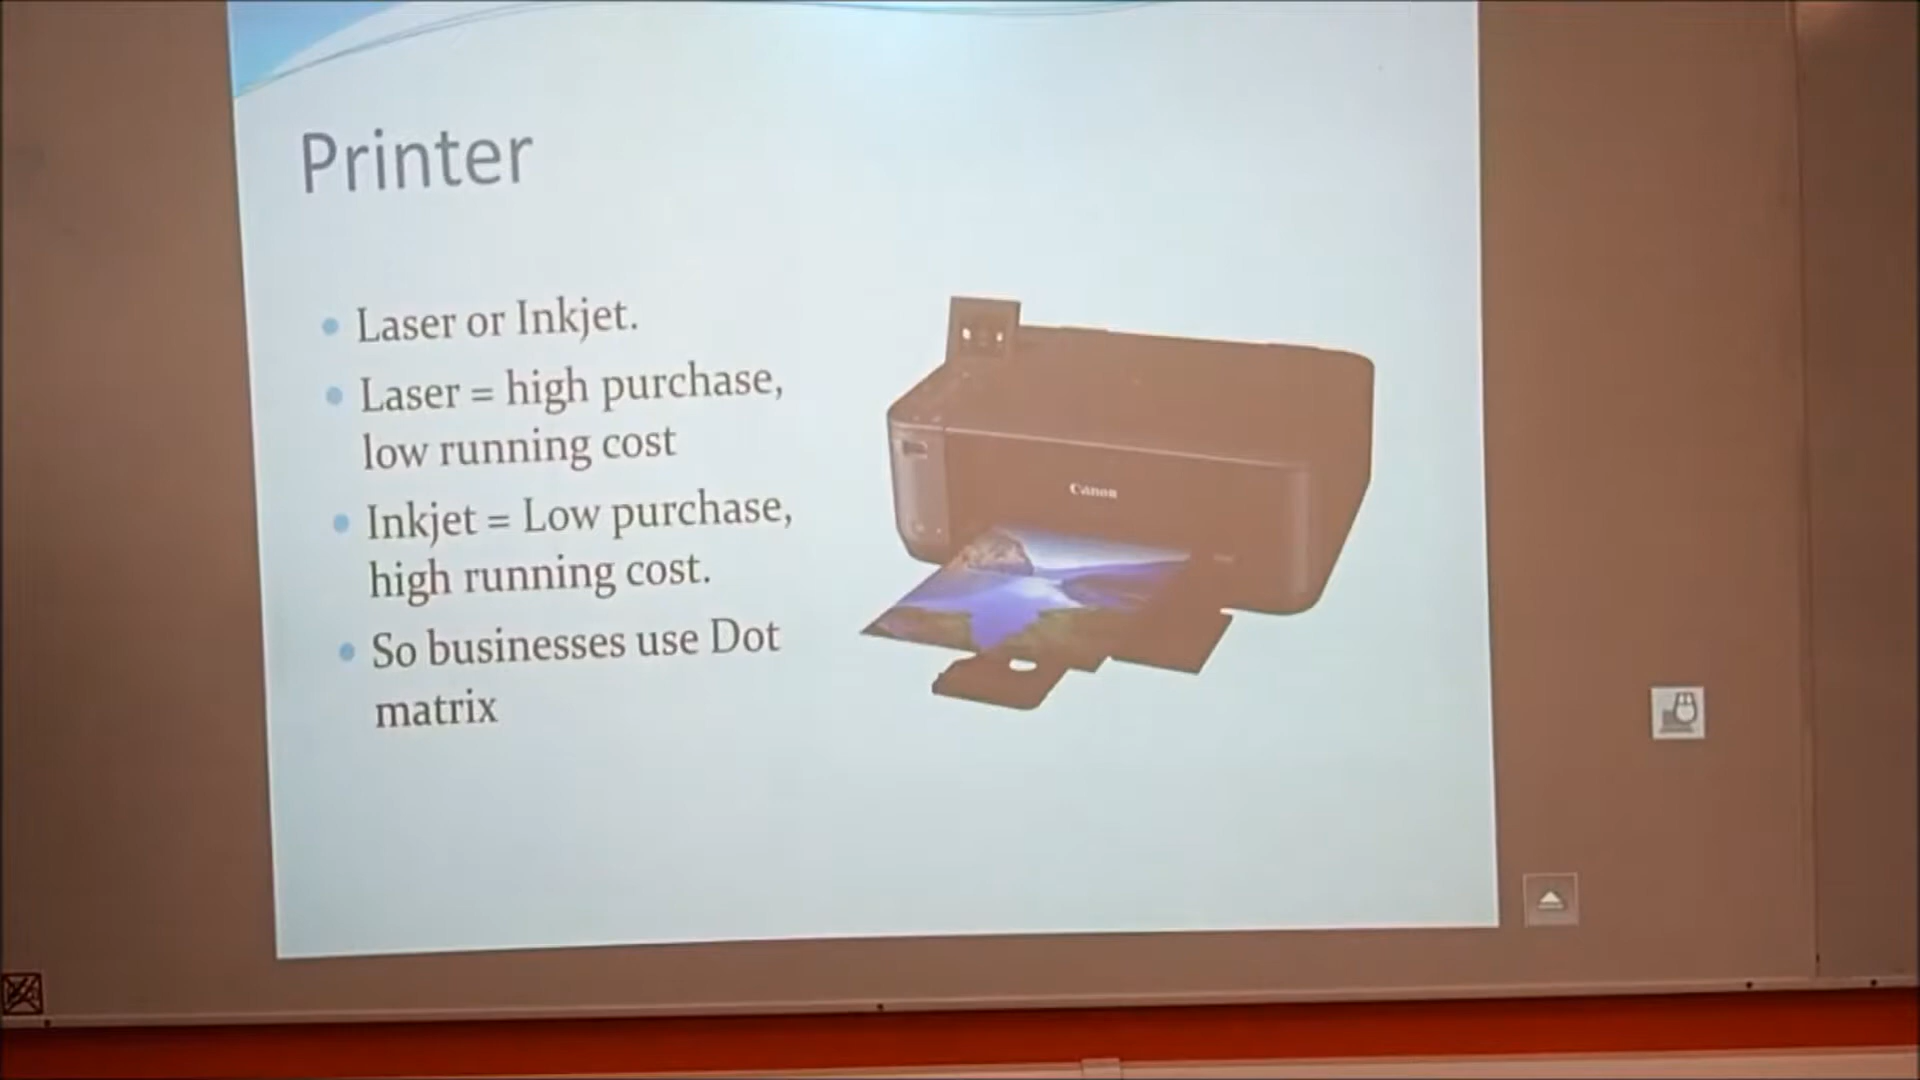 Printer
Laser or Inkjet.
Laser = high purchase,
low running cost
Inkjet = Low purchase,
high running cost.
So businesses use Dot
matrix
Canon